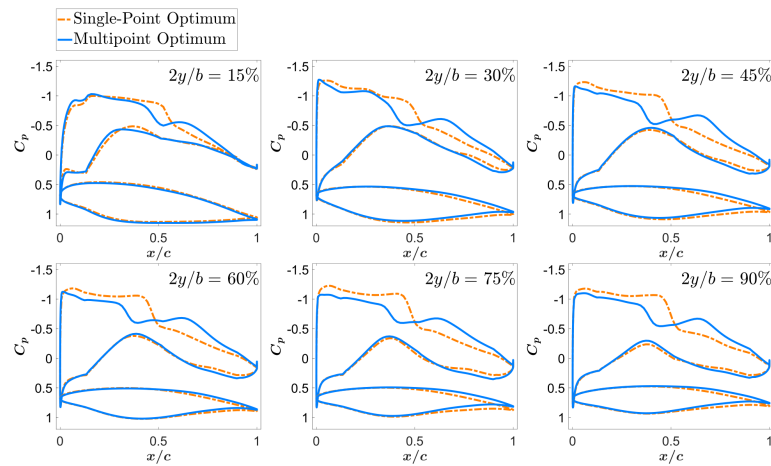 Single-Point Optimum
Multipoint Optimum
-1.5
-1
-0.5
0
0.5
1
Cp
2y/b = 15%
0
0.5
1
x/c
-1.5
-1
-0.5
0
0.5
1
Cp
2y/b = 30%
0
0.5
1
x/c
-1.5
-1
-0.5
0
0.5
1
Cp
2y/b = 45%
0
0.5
1
x/c
-1.5
-1
-0.5
0
0.5
1
Cp
2y/b = 60%
0
0.5
1
x/c
-1.5
-1
-0.5
0
0.5
1
Cp
2y/b = 75%
0
0.5
1
x/c
-1.5
-1
-0.5
0
0.5
1
Cp
2y/b = 90%
0
0.5
1
x/c